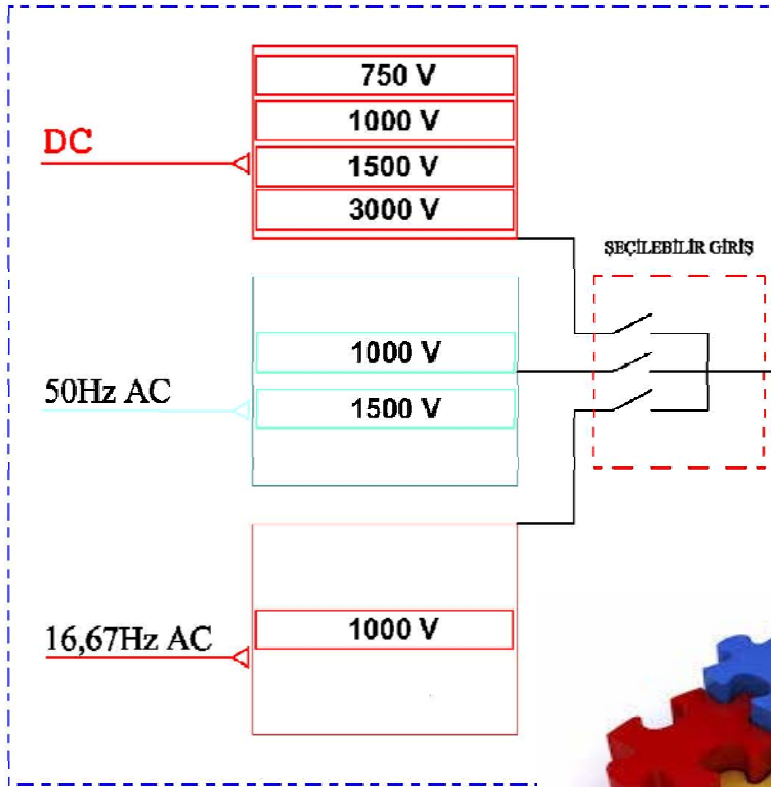 DC
750 V
1000 V
1500 V
3000 V
ŞEÇİLEBİLİR GİRİŞ
50Hz AC
1000 V
1500 V
16,67Hz AC
1000 V